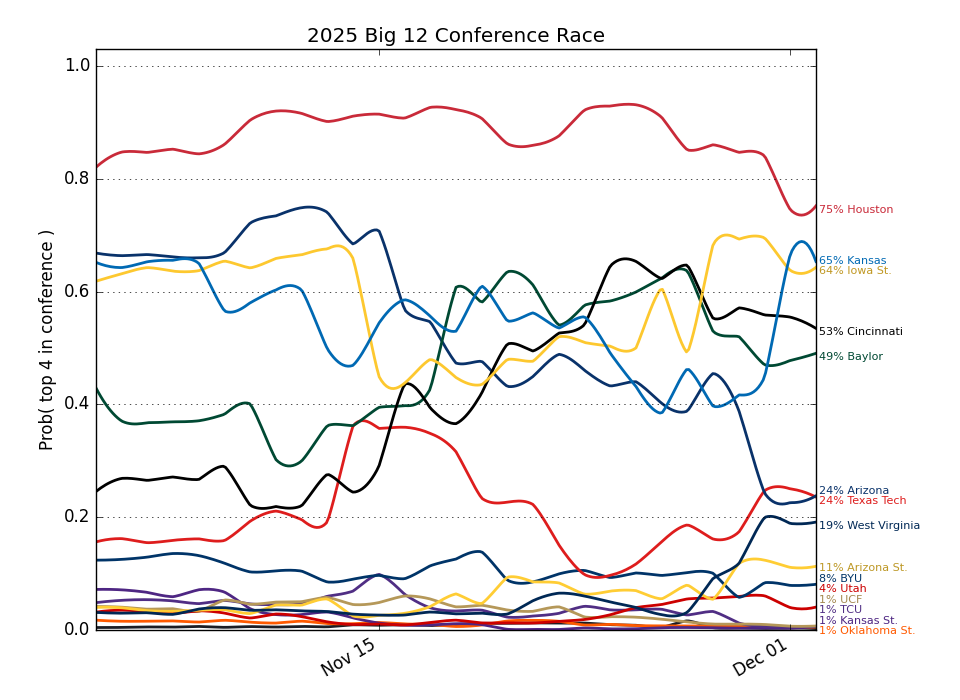 2025 Big 12 Conference Race
Prob( top 4 in conference )
1.0
0.8
0.6
0.4
0.2
0.0
Nov 15
Dec 01
75% Houston
65% Kansas
64% Iowa St.
53% Cincinnati
49% Baylor
24% Arizona
24% Texas Tech
19% West Virginia
11% Arizona St.
8% BYU
4% Utah
1% UCF
1% TCU
1% Kansas St.
1% Oklahoma St.